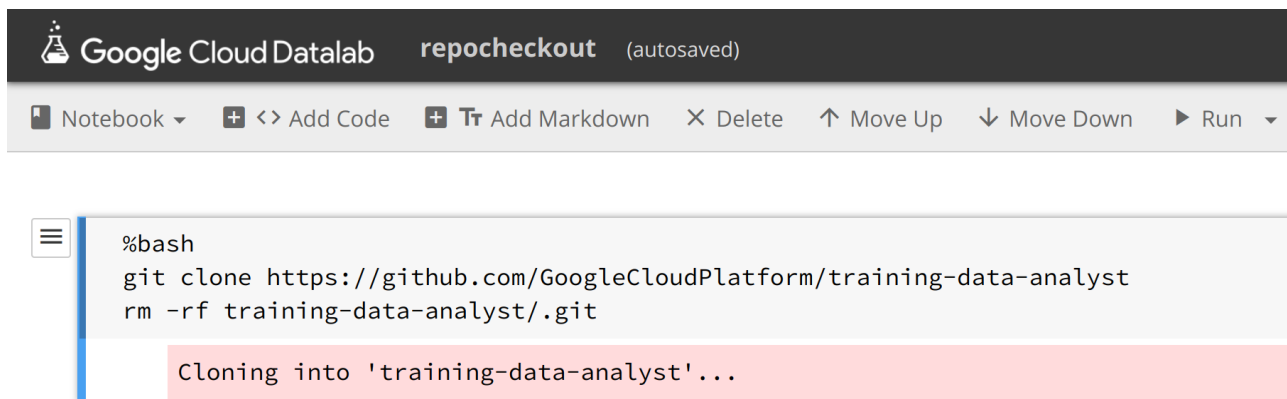 Google Cloud Datalab repocheckout (autosaved)
Notebook <> Add Code Tт Add Markdown Delete Move Up Move Down Run
%bash
git clone https://github.com/GoogleCloudPlatform/training-data-analyst
rm -rf training-data-analyst/.git
Cloning into 'training-data-analyst'...